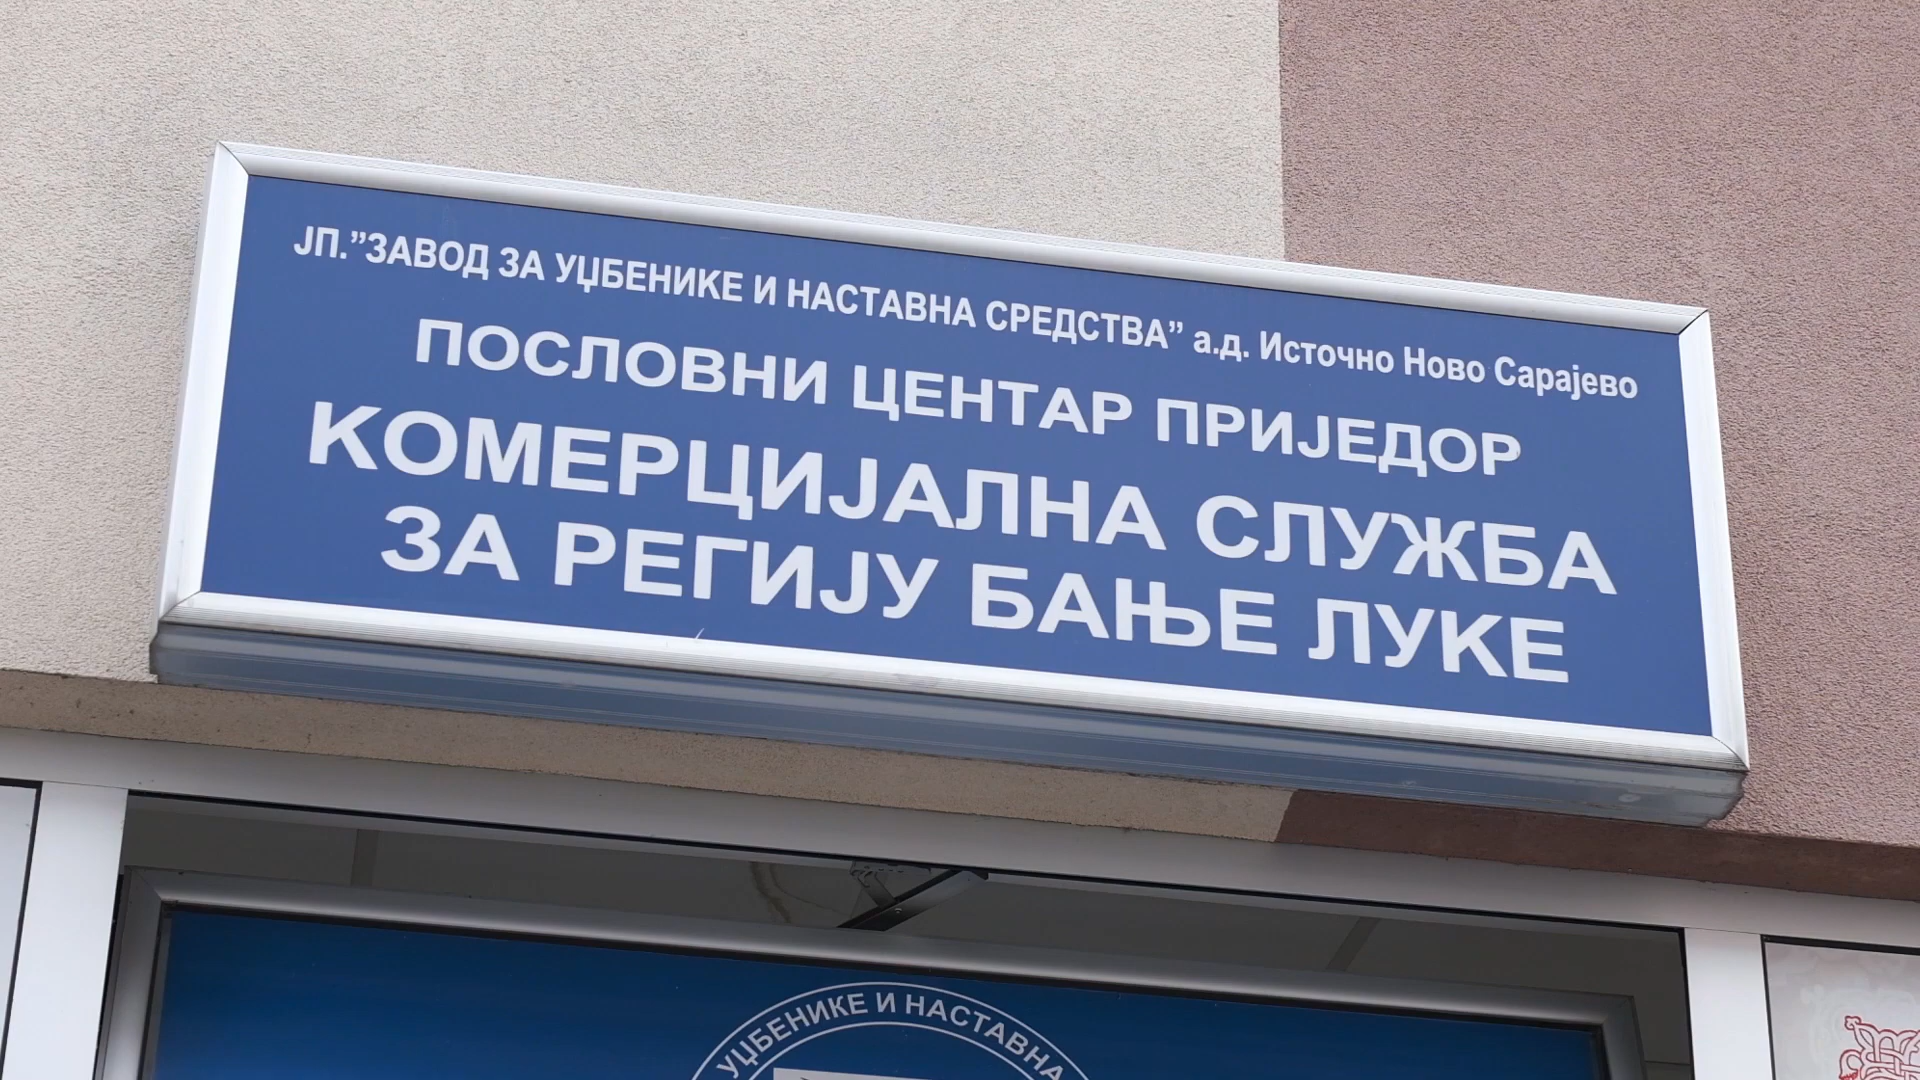 ЈП.”ЗАВОД ЗА УЏБЕНИКЕ И НАСТАВНА СРЕДСТВА” а.д. Источно Ново Сарајево
ПОСЛОВНИ ЦЕНТАР ПРИЈЕДОР
КОМЕРЦИЈАЛНА СЛУЖБА
ЗА РЕГИЈУ БАЊЕ ЛУКЕ
УЏБЕНИКЕ И НАСТАВНА